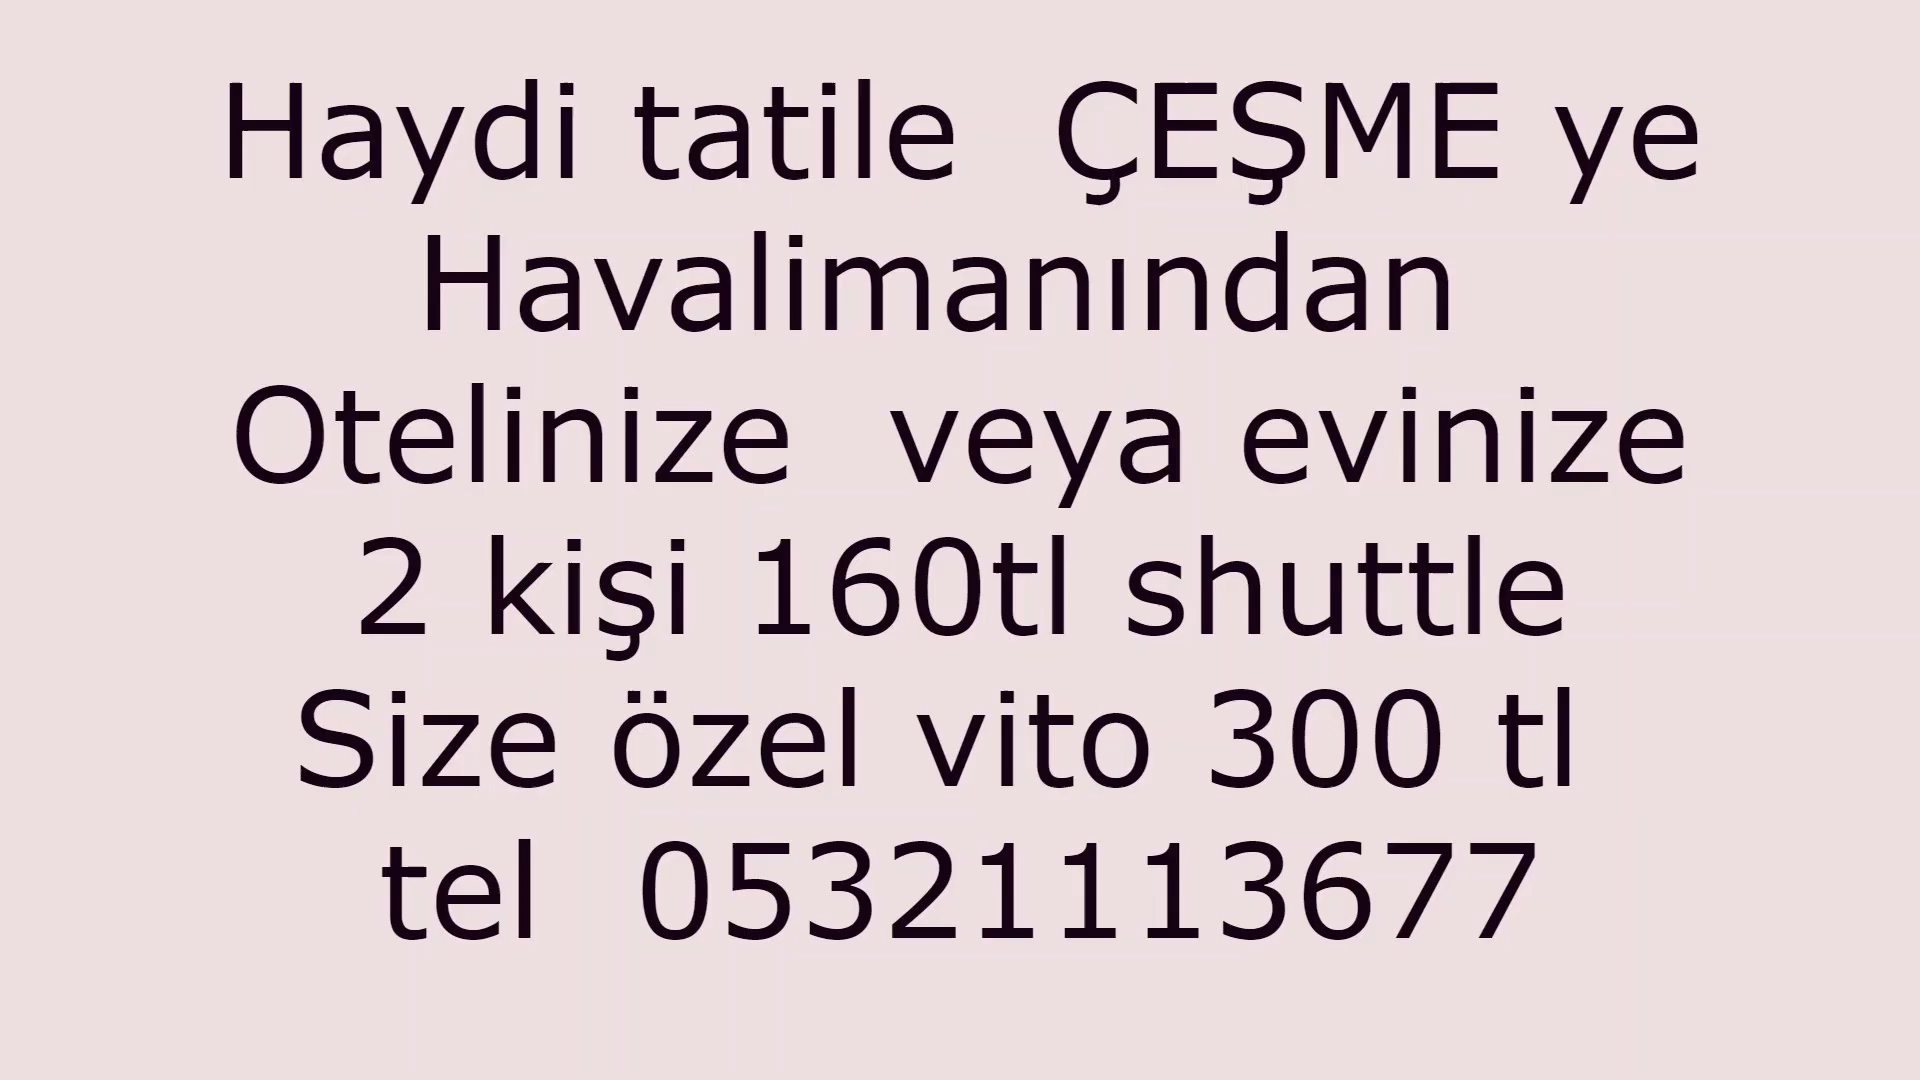 Haydi tatile  ÇEŞME ye
Havalimanından
Otelinize  veya evinize
2 kişi 160tl shuttle
Size özel vito 300 tl
tel  05321113677